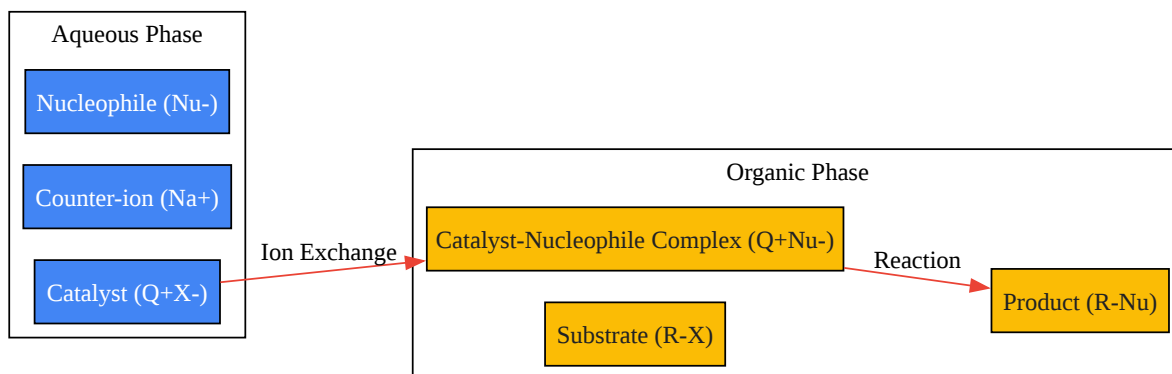 Aqueous Phase
Nucleophile (Nu-)
Counter-ion (Na+)
Catalyst (Q+X-)
Ion Exchange
Organic Phase
Catalyst-Nucleophile Complex (Q+Nu-)
Substrate (R-X)
Reaction
Product (R-Nu)